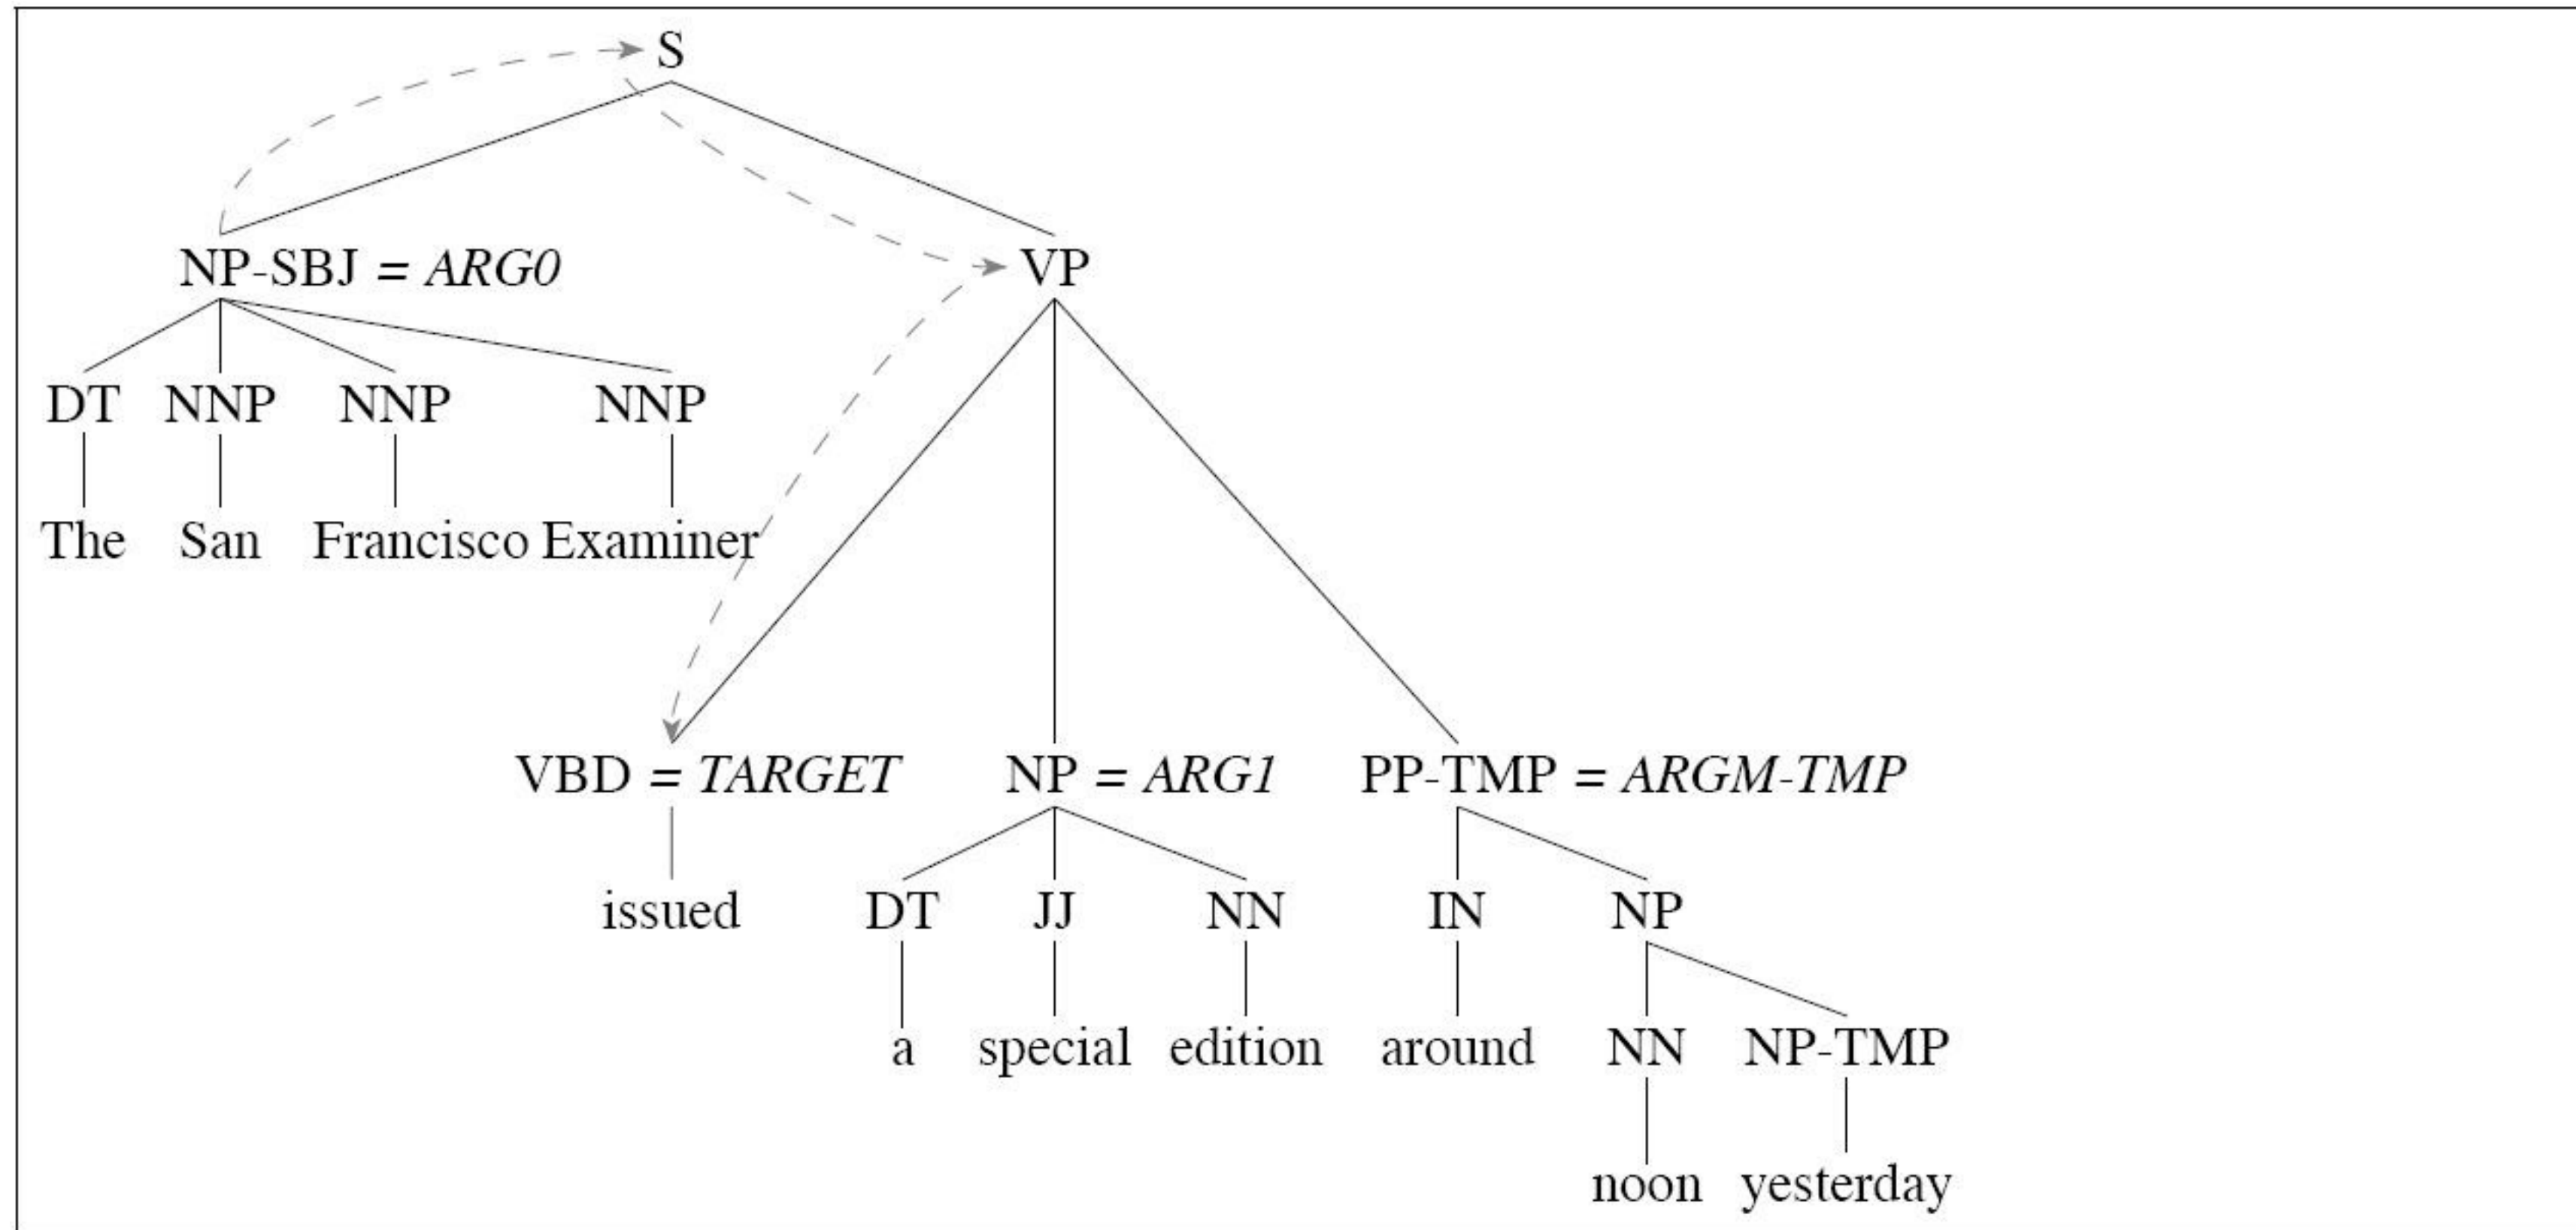 S
NP-SBJ = ARG0 VP
DT NNP NNP NNP
The San Francisco Examiner
VBD = TARGET NP = ARG1 PP-TMP = ARGM-TMP
issued DT JJ NN IN NP
a special edition around NN NP-TMP
noon yesterday